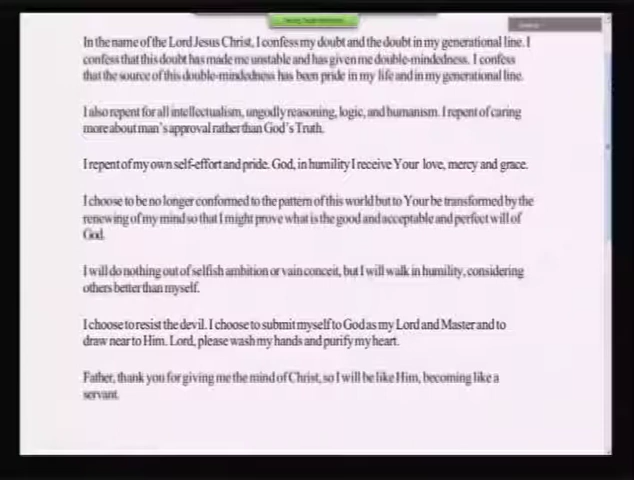 In the name of the Lord Jesus Christ, I confess my doubt and the doubt in my generational line. I
confess that this doubt has made me unstable and has given me double-mindedness. I confess
that the source of this double-mindedness has been pride in my life and in my generational line.
I also repent for all intellectualism, ungodly reasoning, logic, and humanism. I repent of caring
more about man's approval rather than God's Truth.
I repent of my own self-effort and pride. God, in humility I receive Your love, mercy and grace.
I choose to be no longer conformed to the pattern of this world but to Your be transformed by the
renewing of my mind so that I might prove what is the good and acceptable and perfect will of
God.
I will do nothing out of selfish ambition or vain conceit, but I will walk in humility, considering
others better than myself.
I choose to resist the devil. I choose to submit myself to God as my Lord and Master and to
draw near to Him. Lord, please wash my hands and purify my heart.
Father, thank you for giving me the mind of Christ, so I will be like Him, becoming like a
servant.